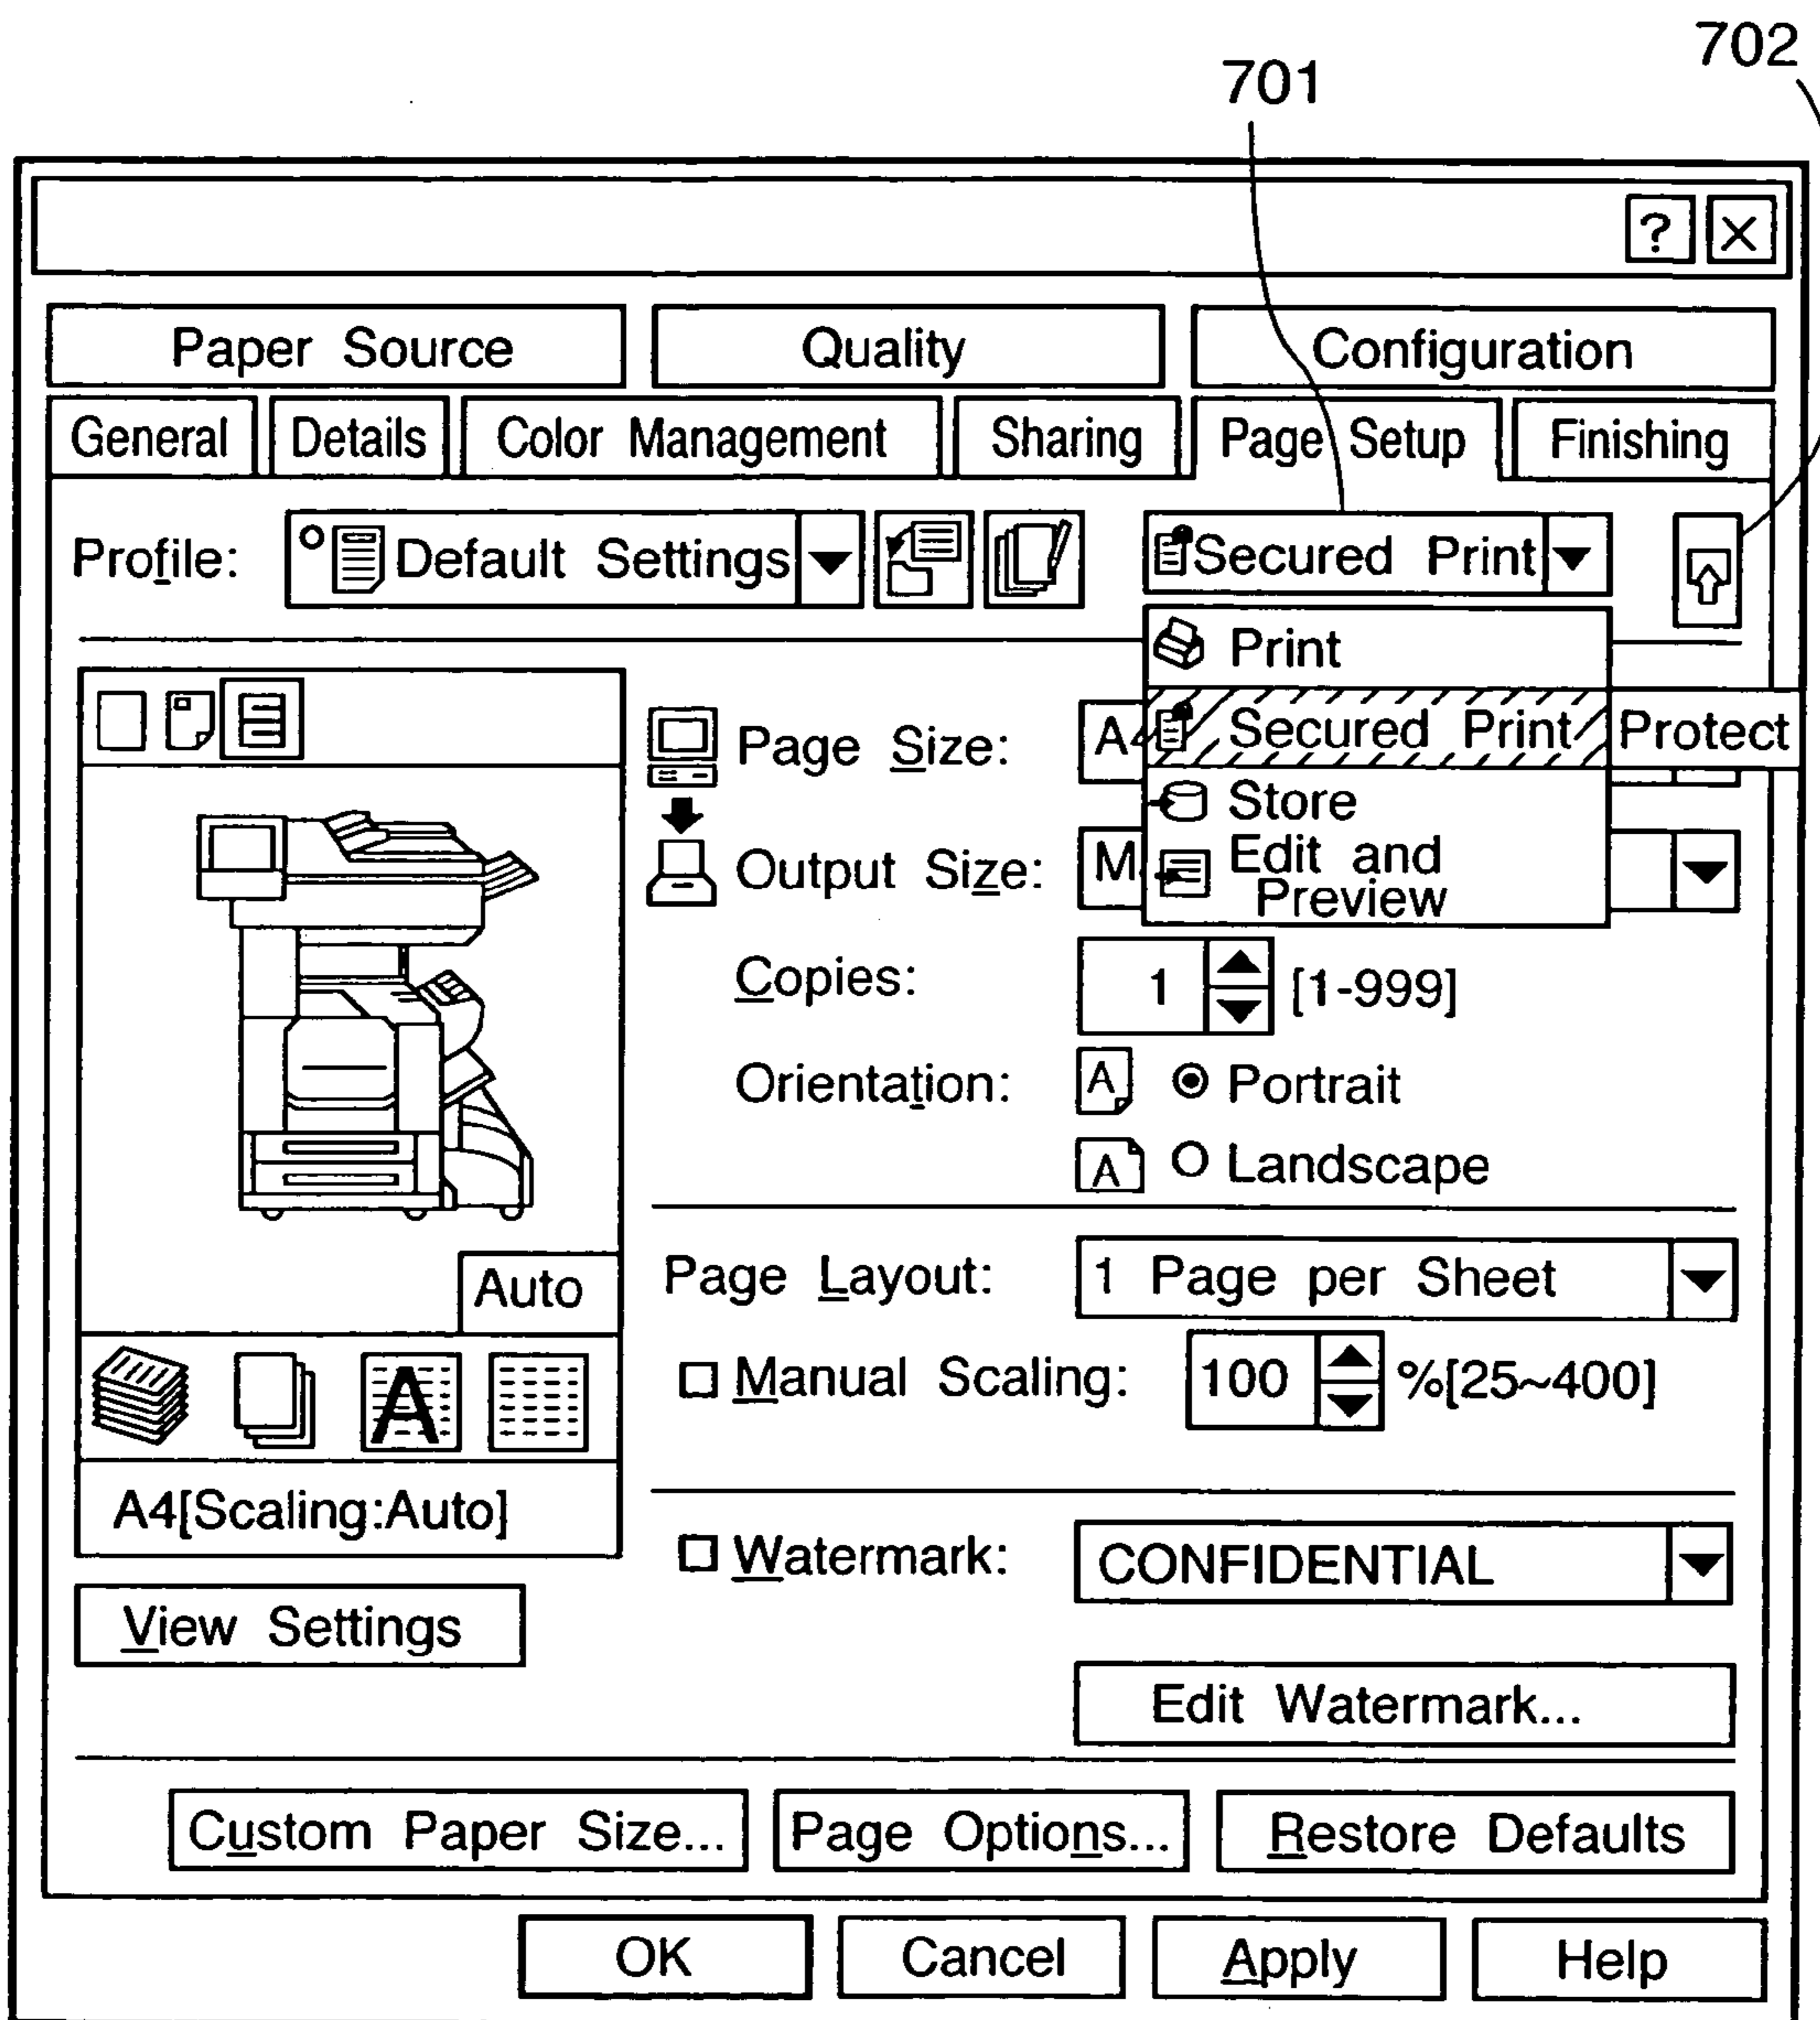 702
701
? X
Paper Source Quality Configuration
General Details Color Management Sharing Page Setup Finishing
Profile: Default Settings Secured Print
Print
Page Size: A4 Secured Print Protect
Store
Output Size: M Edit and
Preview
Copies: 1 [1-999]
Orientation: A Portrait
A Landscape
Auto
Page Layout: 1 Page per Sheet
A
Manual Scaling: 100 %[25~400]
A4[Scaling:Auto]
Watermark: CONFIDENTIAL
View Settings
Edit Watermark...
Custom Paper Size... Page Options... Restore Defaults
OK Cancel Apply Help